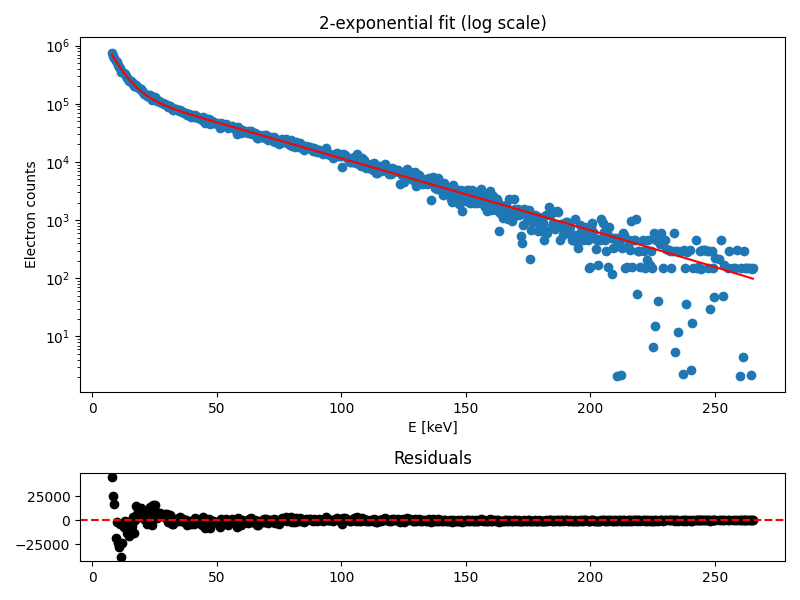 2-exponential fit (log scale)
Electron counts
10^6
10^5
10^4
10^3
10^2
10^1
0 50 100 150 200 250
E [keV]
Residuals
25000
0
−25000
0 50 100 150 200 250